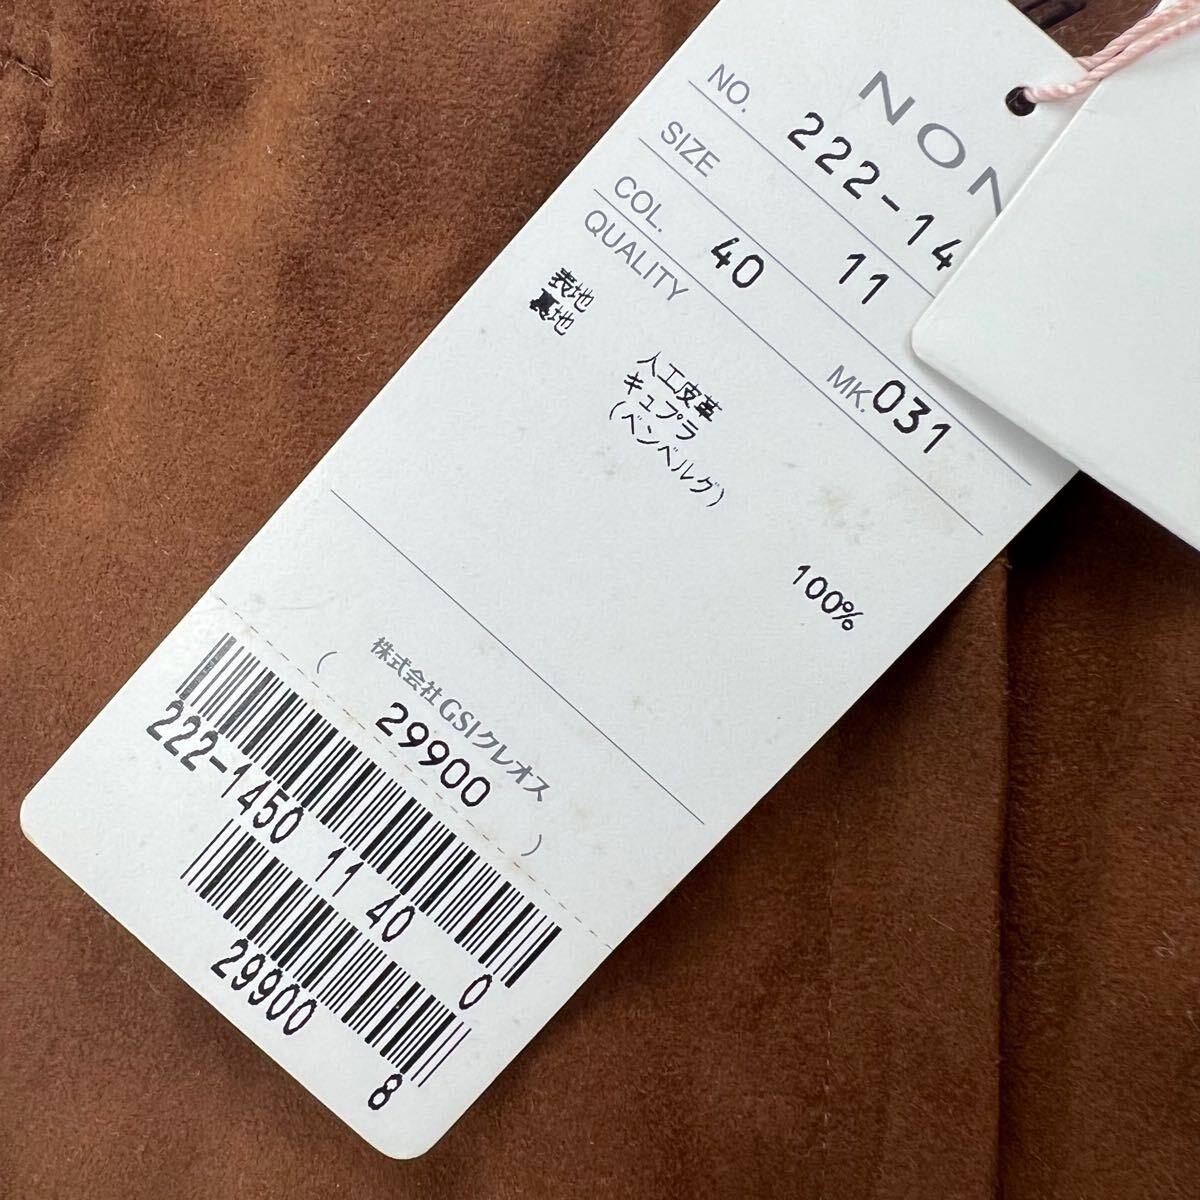 NON
NO. 222-14
SIZE 11
COL. 40 MK. 031
QUALITY
表地 人工皮革
裏地 キュプラ 100%
(ベンベルグ)
株式会社GSIクレオス
( 29900 )
222-1450 11 40 0
29900 8